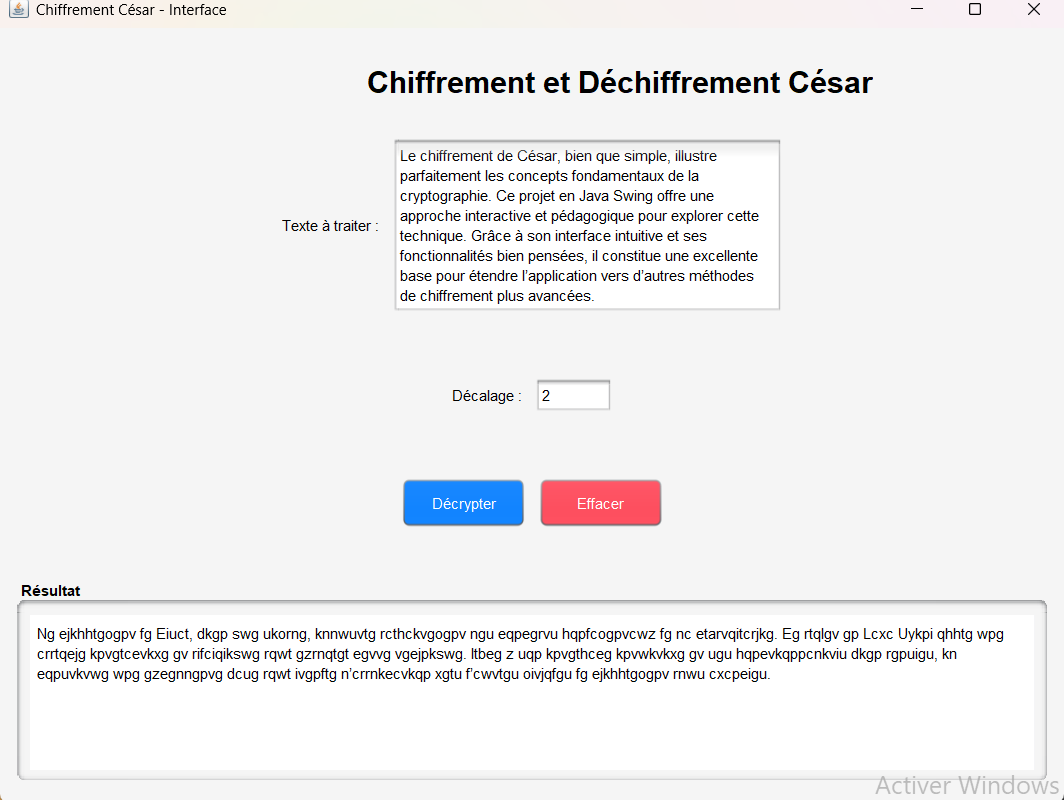 Chiffrement César - Interface
Chiffrement et Déchiffrement César
Texte à traiter :
Le chiffrement de César, bien que simple, illustre
parfaitement les concepts fondamentaux de la
cryptographie. Ce projet en Java Swing offre une
approche interactive et pédagogique pour explorer cette
technique. Grâce à son interface intuitive et ses
fonctionnalités bien pensées, il constitue une excellente
base pour étendre l’application vers d’autres méthodes
de chiffrement plus avancées.
Décalage :
2
Décrypter
Effacer
Résultat
Ng ejkhhtgogpv fg Eiuct, dkgp swg ukorng, knnwuvtg rcthckvgogpv ngu eqpegrvu hqpfcogpvcwz fg nc etarvqitcrjkg. Eg rtqlgv gp Lcxc Uykpi qhhtg wpg
crrtqejg kpvgtcevkxg gv rifciqikswg rqwt gzrnqtgt egvvg vgejpkswg. Itbeg z uqp kpvgthceg kpvwkvkxg gv ugu hqpevkqppcnkviu dkgp rgpuigu, kn
eqpuvkvwg wpg gzegnngpvg dcug rqwt ivgpftg n’crrnkecvkqp xgtu f’cwvtgu oivjqfgu fg ejkhhtgogpv rnwu cxcpeigu.
Activer Windows